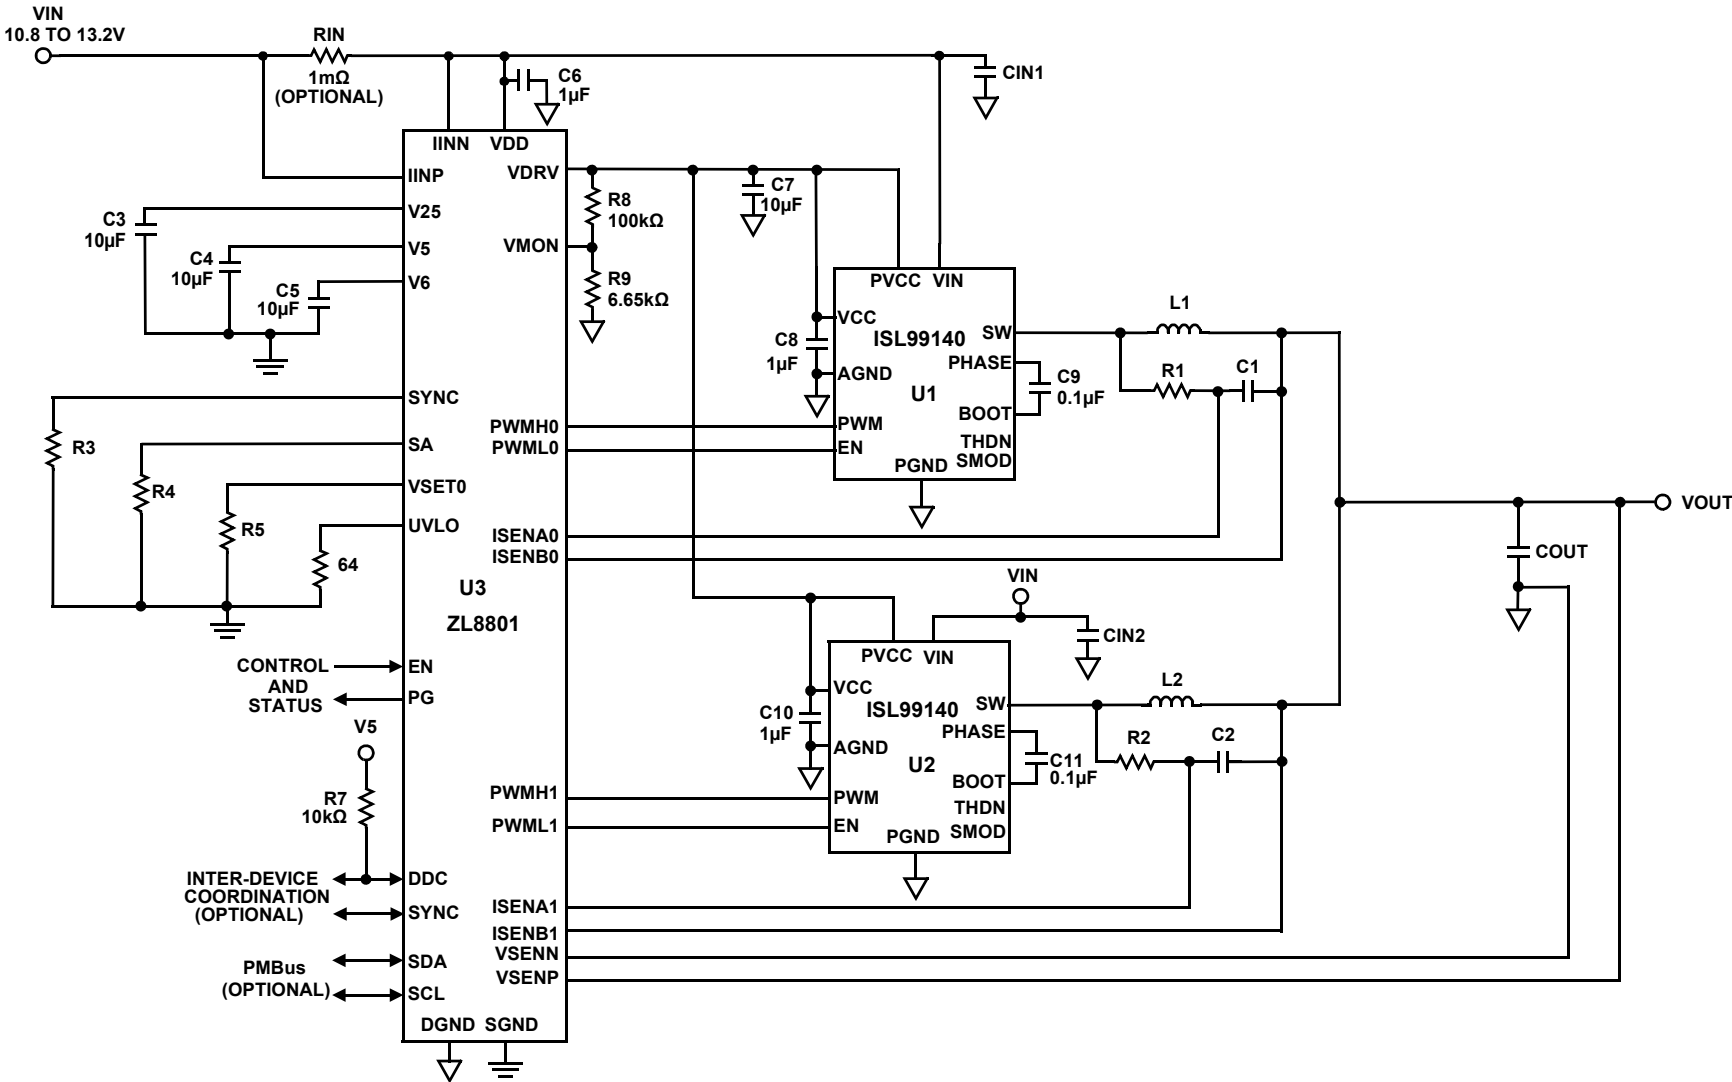 VIN
10.8 TO 13.2V
RIN
1mΩ
(OPTIONAL)
C6
1µF
CIN1
IINN VDD
IINP
VDRV
V25
C3
10µF
V5
C4
10µF
V6
C5
10µF
R8
100kΩ
VMON
R9
6.65kΩ
C7
10µF
PVCC VIN
VCC
ISL99140
SW
C8
1µF
PHASE
AGND
U1
C9
0.1µF
BOOT
PWM
THDN
EN
SMOD
PGND
L1
R1
C1
SYNC
R3
SA
R4
VSET0
R5
UVLO
64
PWMH0
PWML0
ISENA0
ISENB0
U3
ZL8801
VOUT
COUT
VIN
CIN2
PVCC VIN
VCC
ISL99140
SW
C10
1µF
PHASE
AGND
U2
C11
0.1µF
BOOT
PWM
THDN
EN
SMOD
PGND
L2
R2
C2
CONTROL
AND
STATUS
EN
PG
V5
R7
10kΩ
PWMH1
PWML1
INTER-DEVICE
COORDINATION
(OPTIONAL)
DDC
SYNC
ISENA1
ISENB1
VSENN
VSENP
PMBus
(OPTIONAL)
SDA
SCL
DGND SGND